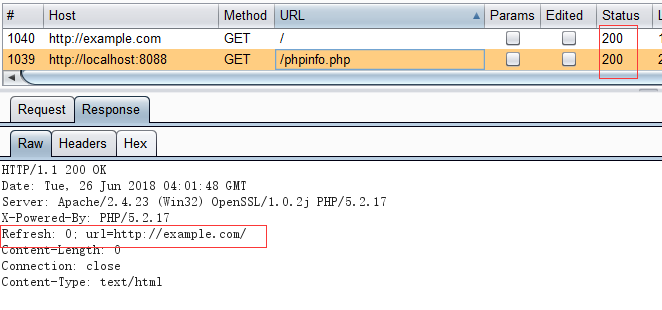 # Host Method URL Params Edited Status
1040 http://example.com GET / 200
1039 http://localhost:8088 GET /phpinfo.php 200
Request Response
Raw Headers Hex
HTTP/1.1 200 OK
Date: Tue, 26 Jun 2018 04:01:48 GMT
Server: Apache/2.4.23 (Win32) OpenSSL/1.0.2j PHP/5.2.17
X-Powered-By: PHP/5.2.17
Refresh: 0; url=http://example.com/
Content-Length: 0
Connection: close
Content-Type: text/html